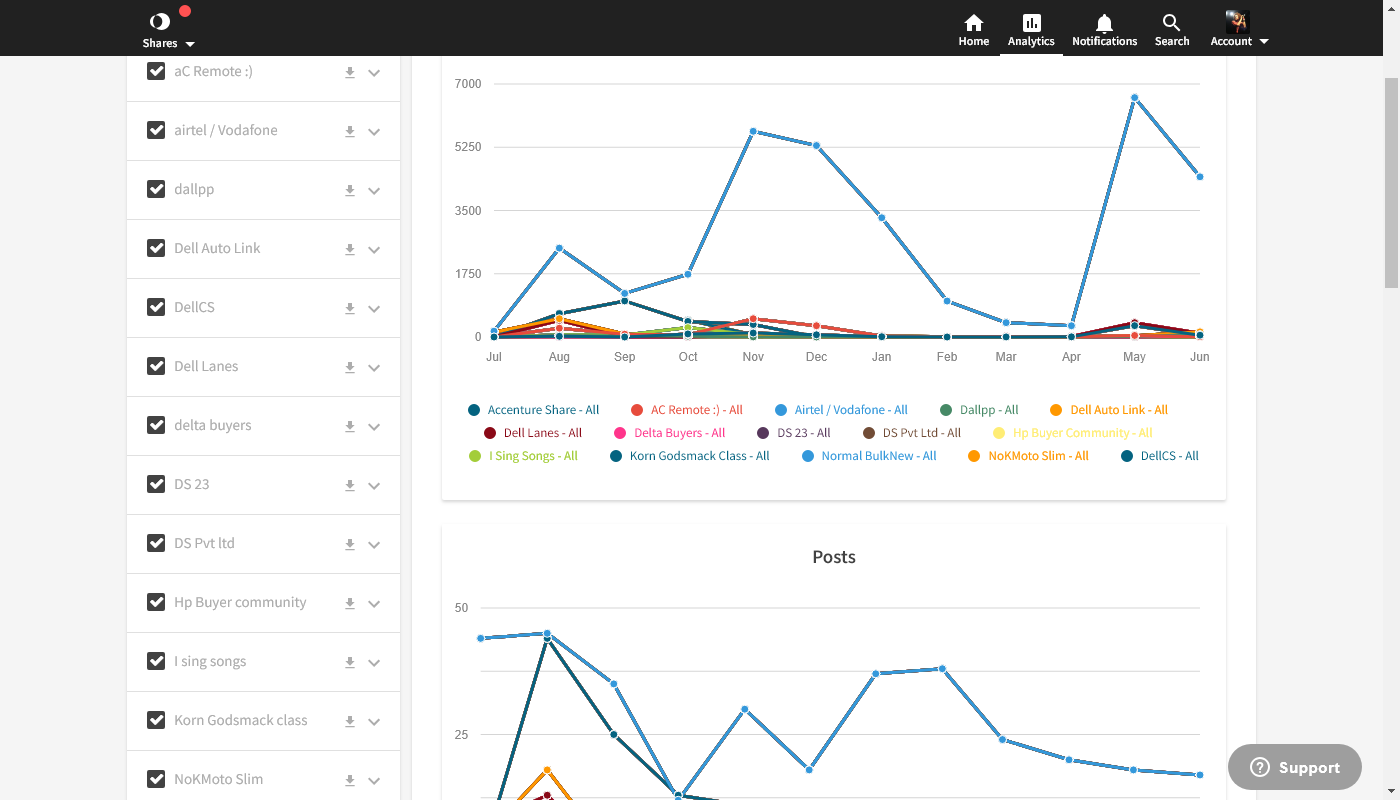 Shares
Home Analytics Notifications Search Account
aC Remote :)
airtel / Vodafone
dallpp
Dell Auto Link
DellCS
Dell Lanes
delta buyers
DS 23
DS Pvt ltd
Hp Buyer community
I sing songs
Korn Godsmack class
NoKMoto Slim
7000
5250
3500
1750
0
Jul Aug Sep Oct Nov Dec Jan Feb Mar Apr May Jun
Accenture Share - All AC Remote :) - All Airtel / Vodafone - All Dallpp - All Dell Auto Link - All
Dell Lanes - All Delta Buyers - All DS 23 - All DS Pvt Ltd - All Hp Buyer Community - All
I Sing Songs - All Korn Godsmack Class - All Normal BulkNew - All NoKMoto Slim - All DellCS - All
Posts
50
25
Support